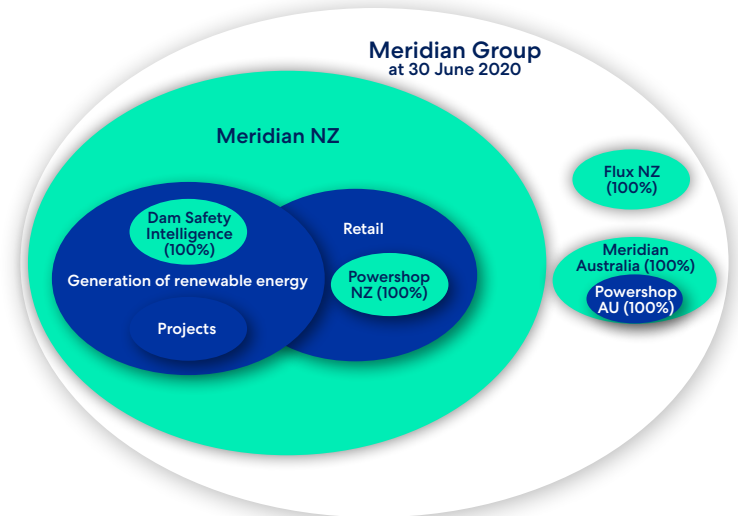 Meridian Group
at 30 June 2020
Meridian NZ
Dam Safety
Intelligence
(100%)
Generation of renewable energy
Projects
Retail
Powershop
NZ (100%)
Flux NZ
(100%)
Meridian
Australia (100%)
Powershop
AU (100%)